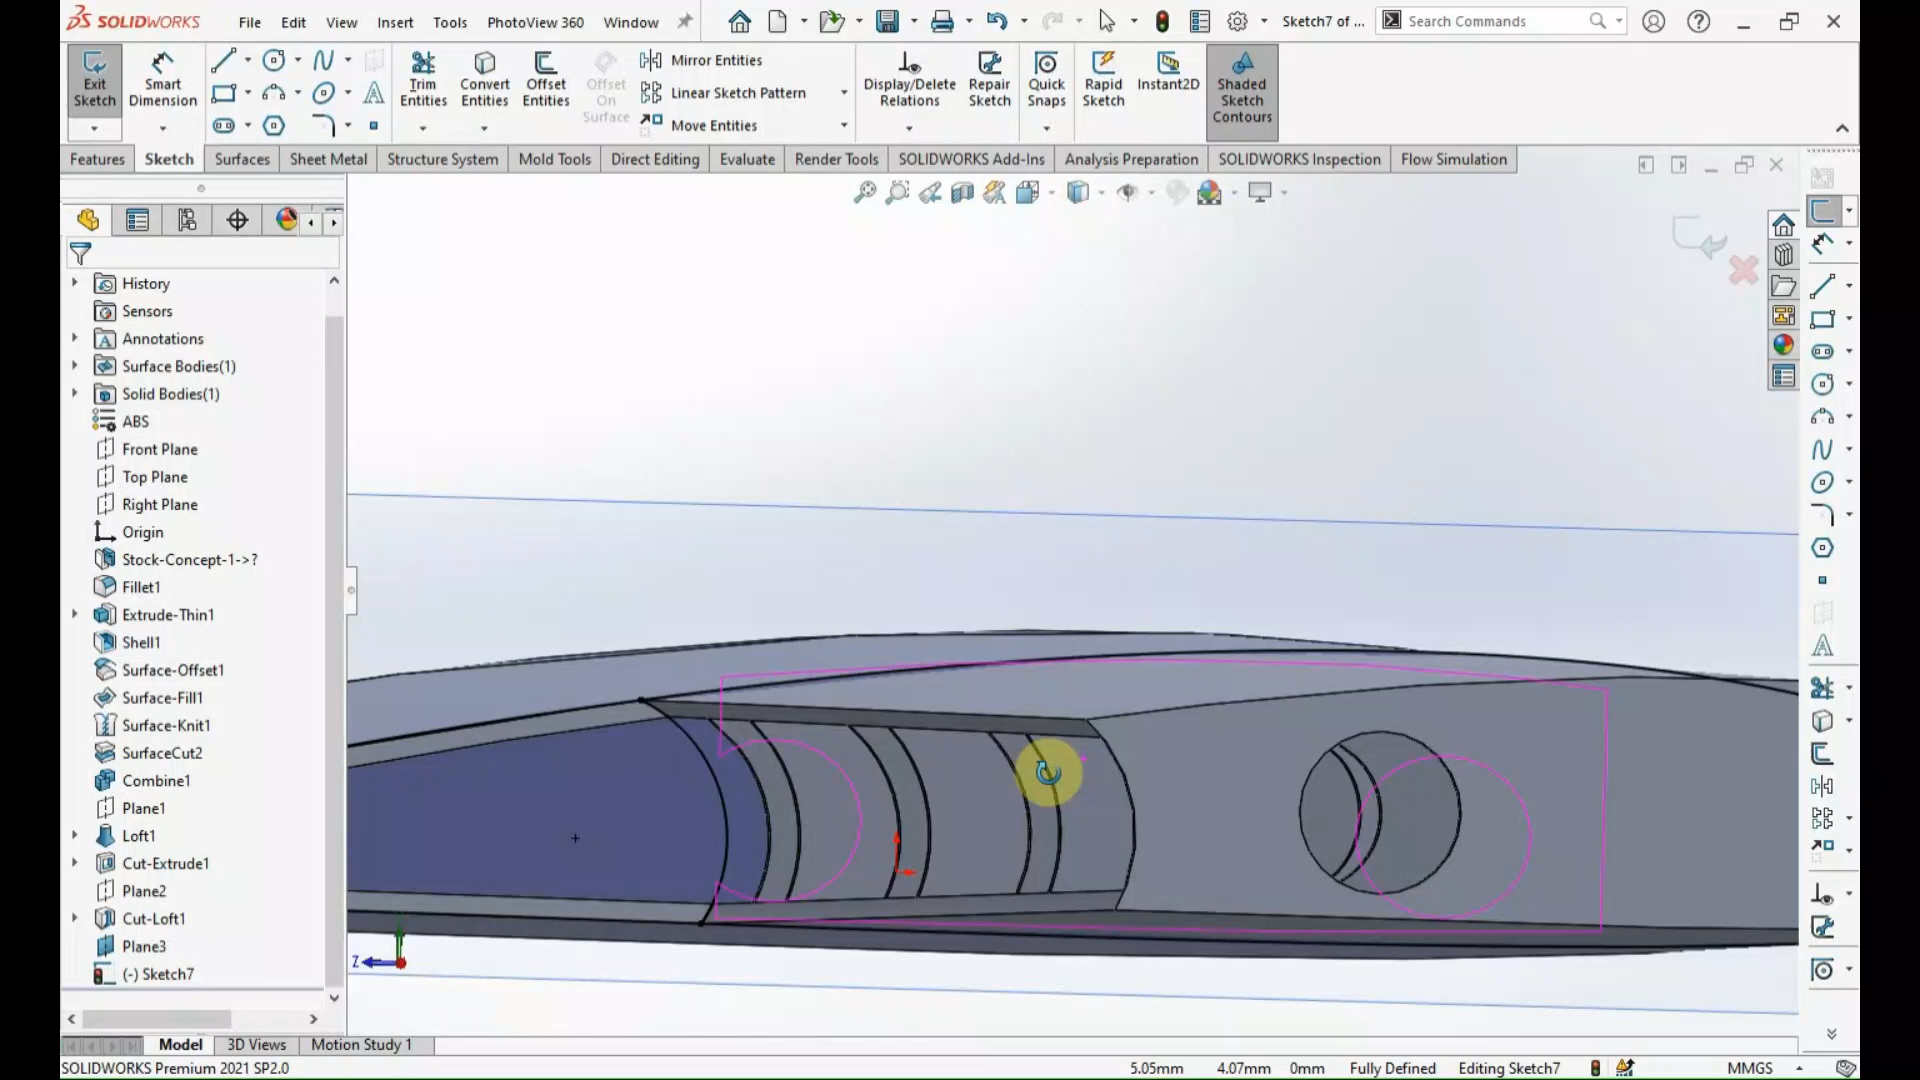 SOLIDWORKS File Edit View Insert Tools PhotoView 360 Window Sketch7 of ... Search Commands
Exit Sketch
Smart Dimension
Trim Entities
Convert Entities
Offset Entities
Offset On Surface
Mirror Entities
Linear Sketch Pattern
Move Entities
Display/Delete Relations
Repair Sketch
Quick Snaps
Rapid Sketch
Instant2D
Shaded Sketch Contours
Features Sketch Surfaces Sheet Metal Structure System Mold Tools Direct Editing Evaluate Render Tools SOLIDWORKS Add-Ins Analysis Preparation SOLIDWORKS Inspection Flow Simulation
History
Sensors
Annotations
Surface Bodies(1)
Solid Bodies(1)
ABS
Front Plane
Top Plane
Right Plane
Origin
Stock-Concept-1->?
Fillet1
Extrude-Thin1
Shell1
Surface-Offset1
Surface-Fill1
Surface-Knit1
SurfaceCut2
Combine1
Plane1
Loft1
Cut-Extrude1
Plane2
Cut-Loft1
Plane3
(-) Sketch7
Z
Model 3D Views Motion Study 1
SOLIDWORKS Premium 2021 SP2.0 5.05mm 4.07mm 0mm Fully Defined Editing Sketch7 MMGS